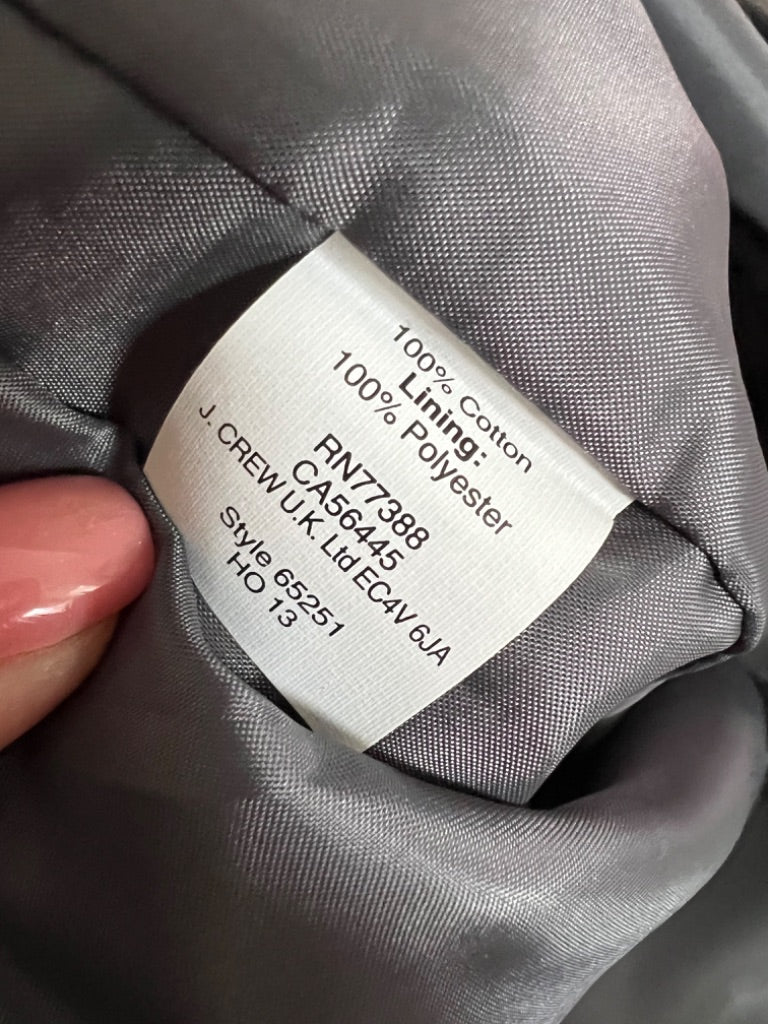 100% Cotton
Lining:
100% Polyester
RN77388
CA56445
J. CREW U.K. Ltd EC4V 6JA
Style 65251
HO 13